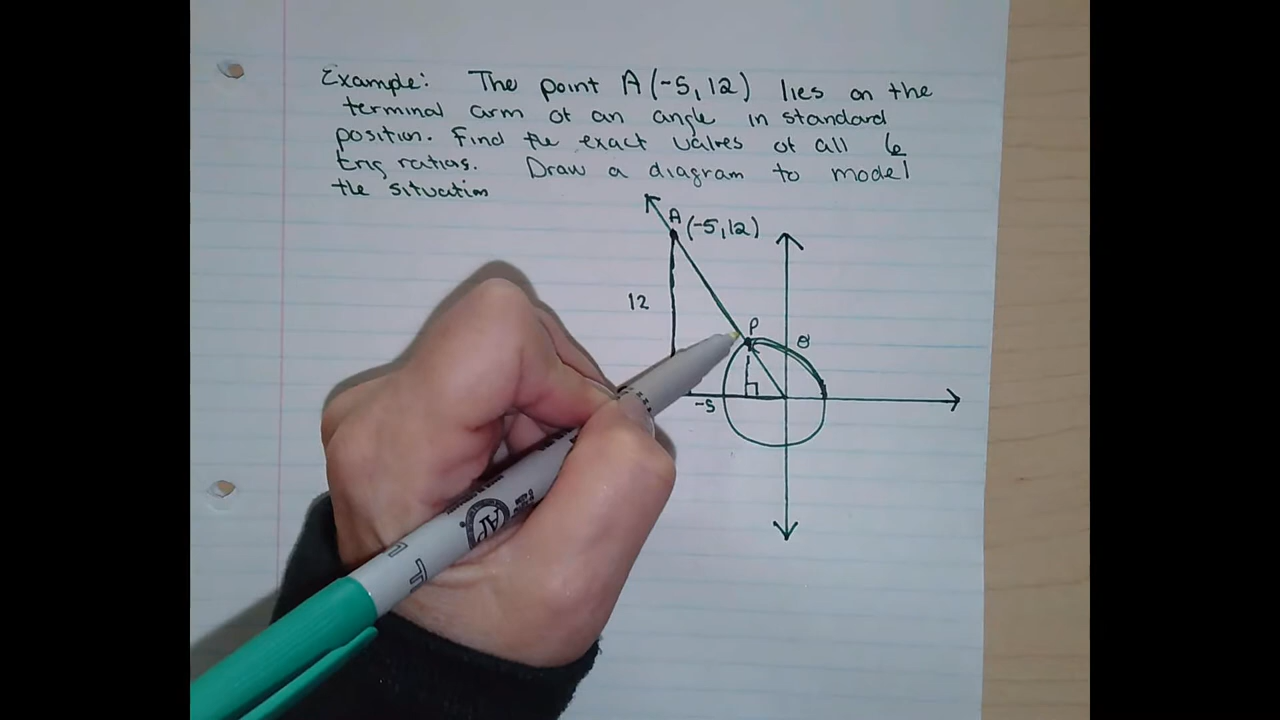 Example: The point A(-5,12) lies on the
terminal arm of an angle in standard
position. Find the exact values of all 6
trig ratios. Draw a diagram to model
the situation
A (-5,12)
12
P
θ
-5
AP